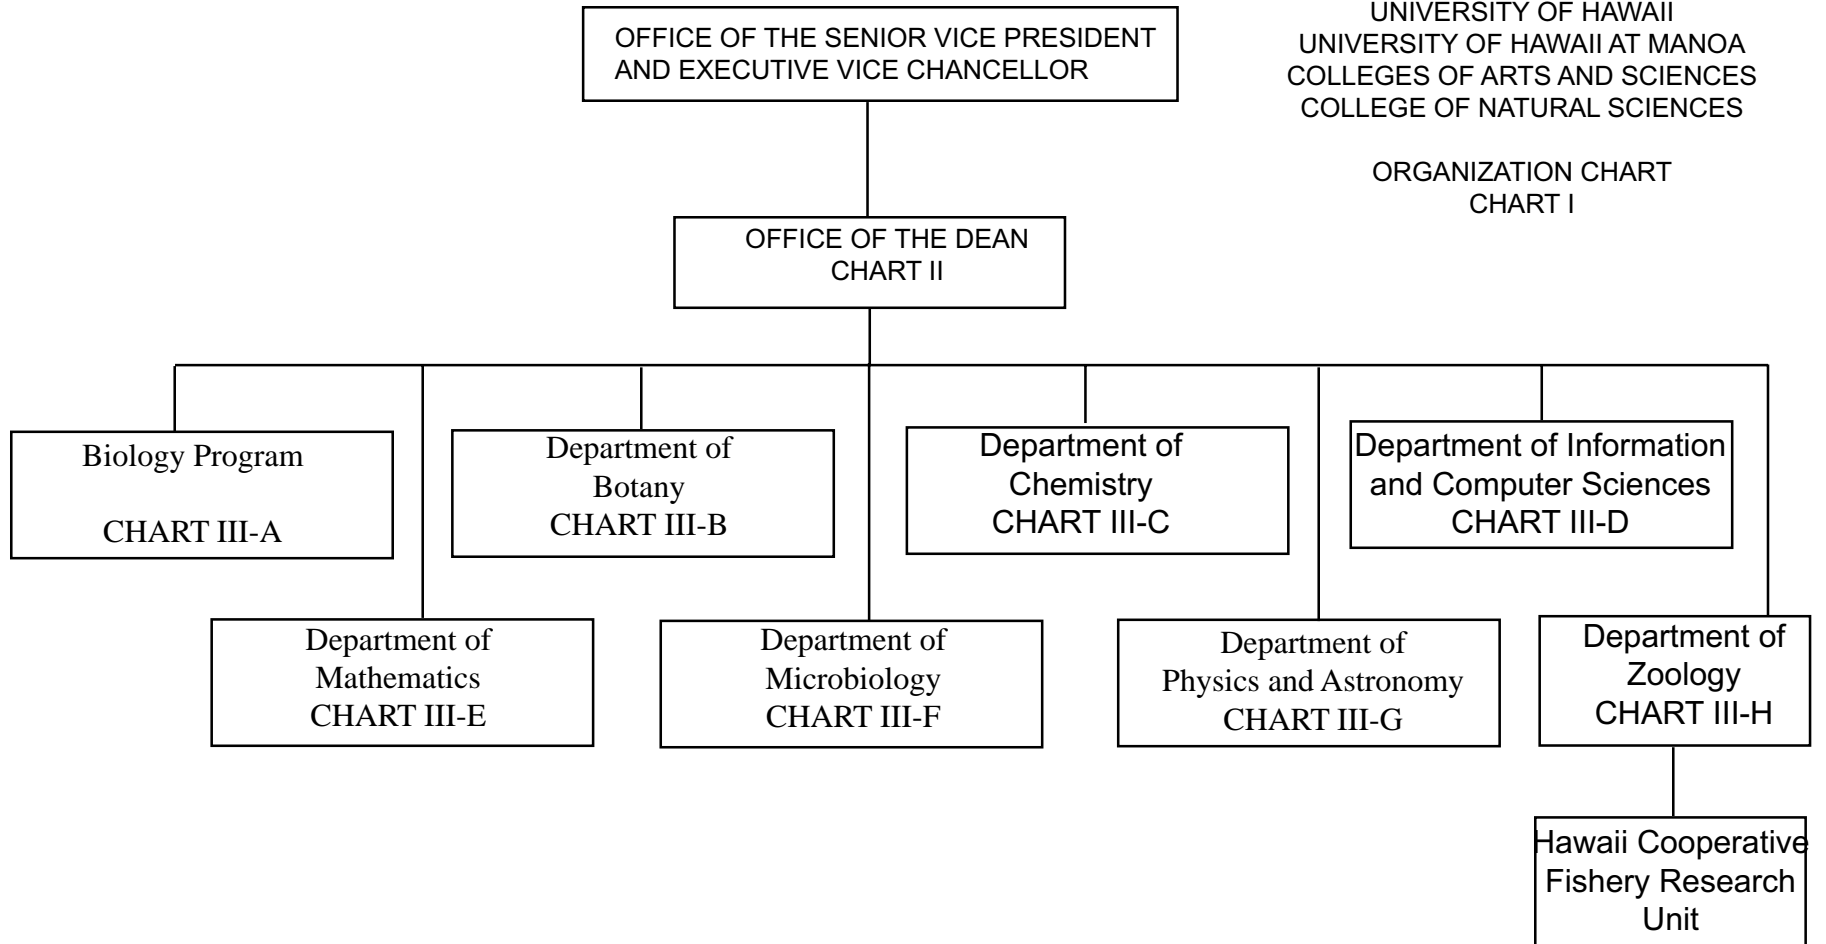 OFFICE OF THE SENIOR VICE PRESIDENT
AND EXECUTIVE VICE CHANCELLOR
UNIVERSITY OF HAWAII
UNIVERSITY OF HAWAII AT MANOA
COLLEGES OF ARTS AND SCIENCES
COLLEGE OF NATURAL SCIENCES
ORGANIZATION CHART
CHART I
OFFICE OF THE DEAN
CHART II
Biology Program
CHART III-A
Department of
Botany
CHART III-B
Department of
Chemistry
CHART III-C
Department of Information
and Computer Sciences
CHART III-D
Department of
Mathematics
CHART III-E
Department of
Microbiology
CHART III-F
Department of
Physics and Astronomy
CHART III-G
Department of
Zoology
CHART III-H
Hawaii Cooperative
Fishery Research
Unit